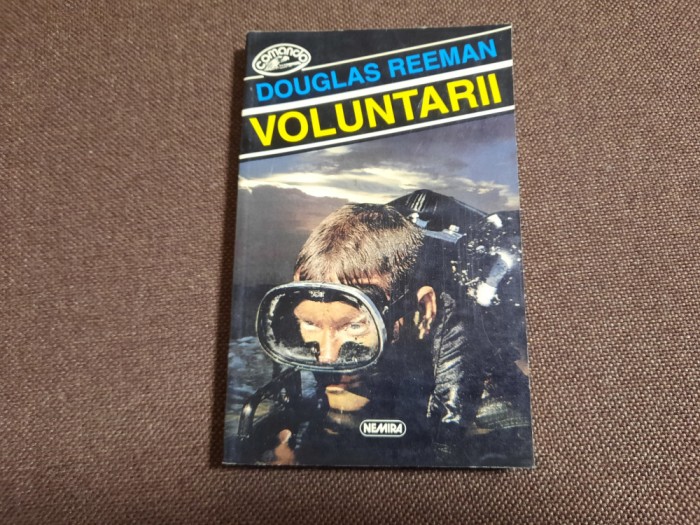 comando
DOUGLAS REEMAN
VOLUNTARII
NEMIRA